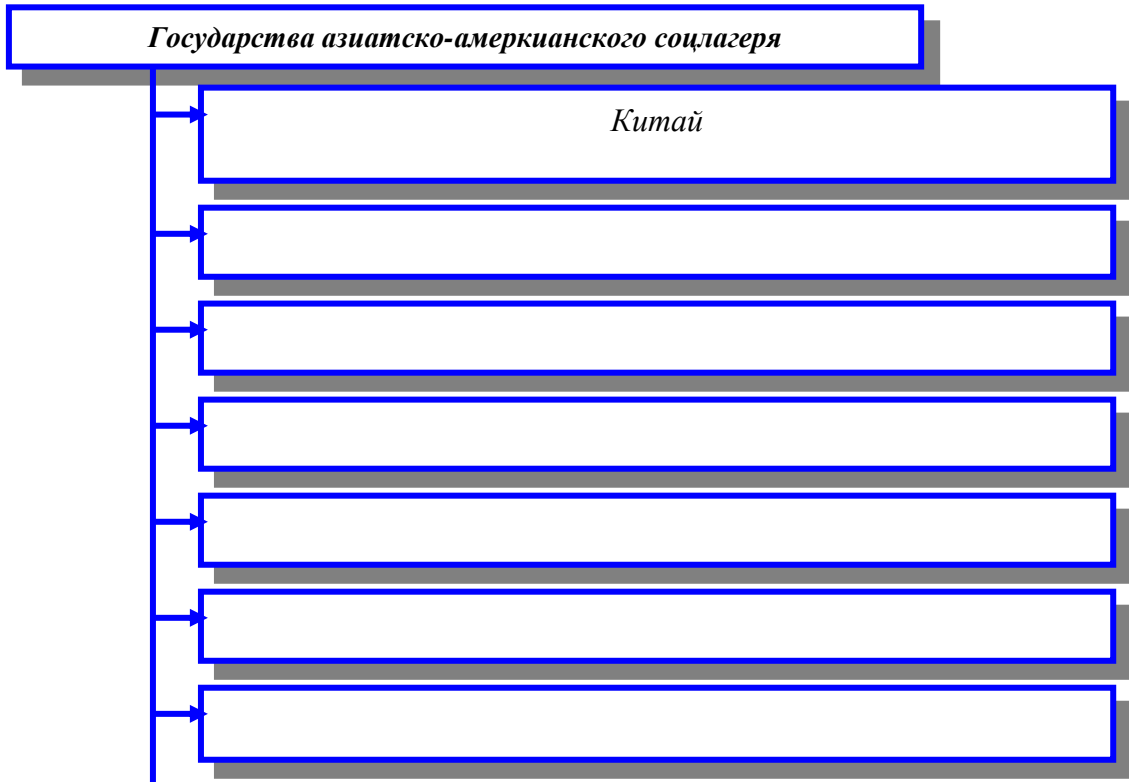 Государства азиатско-амеркианского соцлагеря
Китай